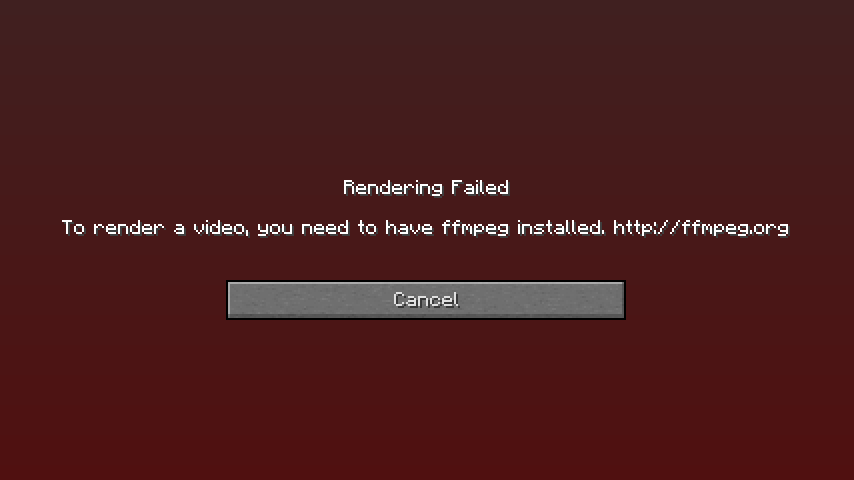 Rendering Failed
To render a video, you need to have ffmpeg installed. http://ffmpeg.org
Cancel